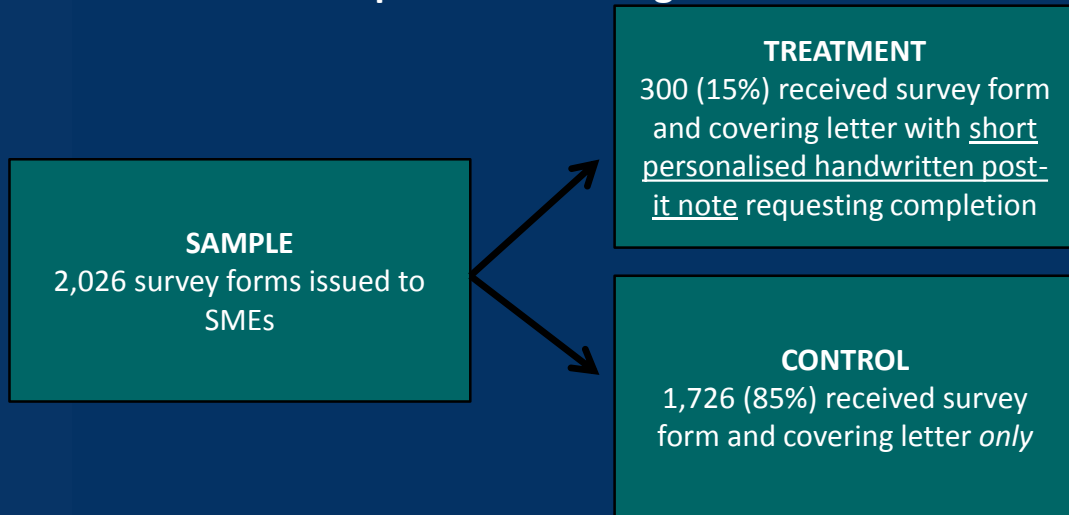 SAMPLE
2,026 survey forms issued to
SMEs
TREATMENT
300 (15%) received survey form
and covering letter with short
personalised handwritten post-
it note requesting completion
CONTROL
1,726 (85%) received survey
form and covering letter only